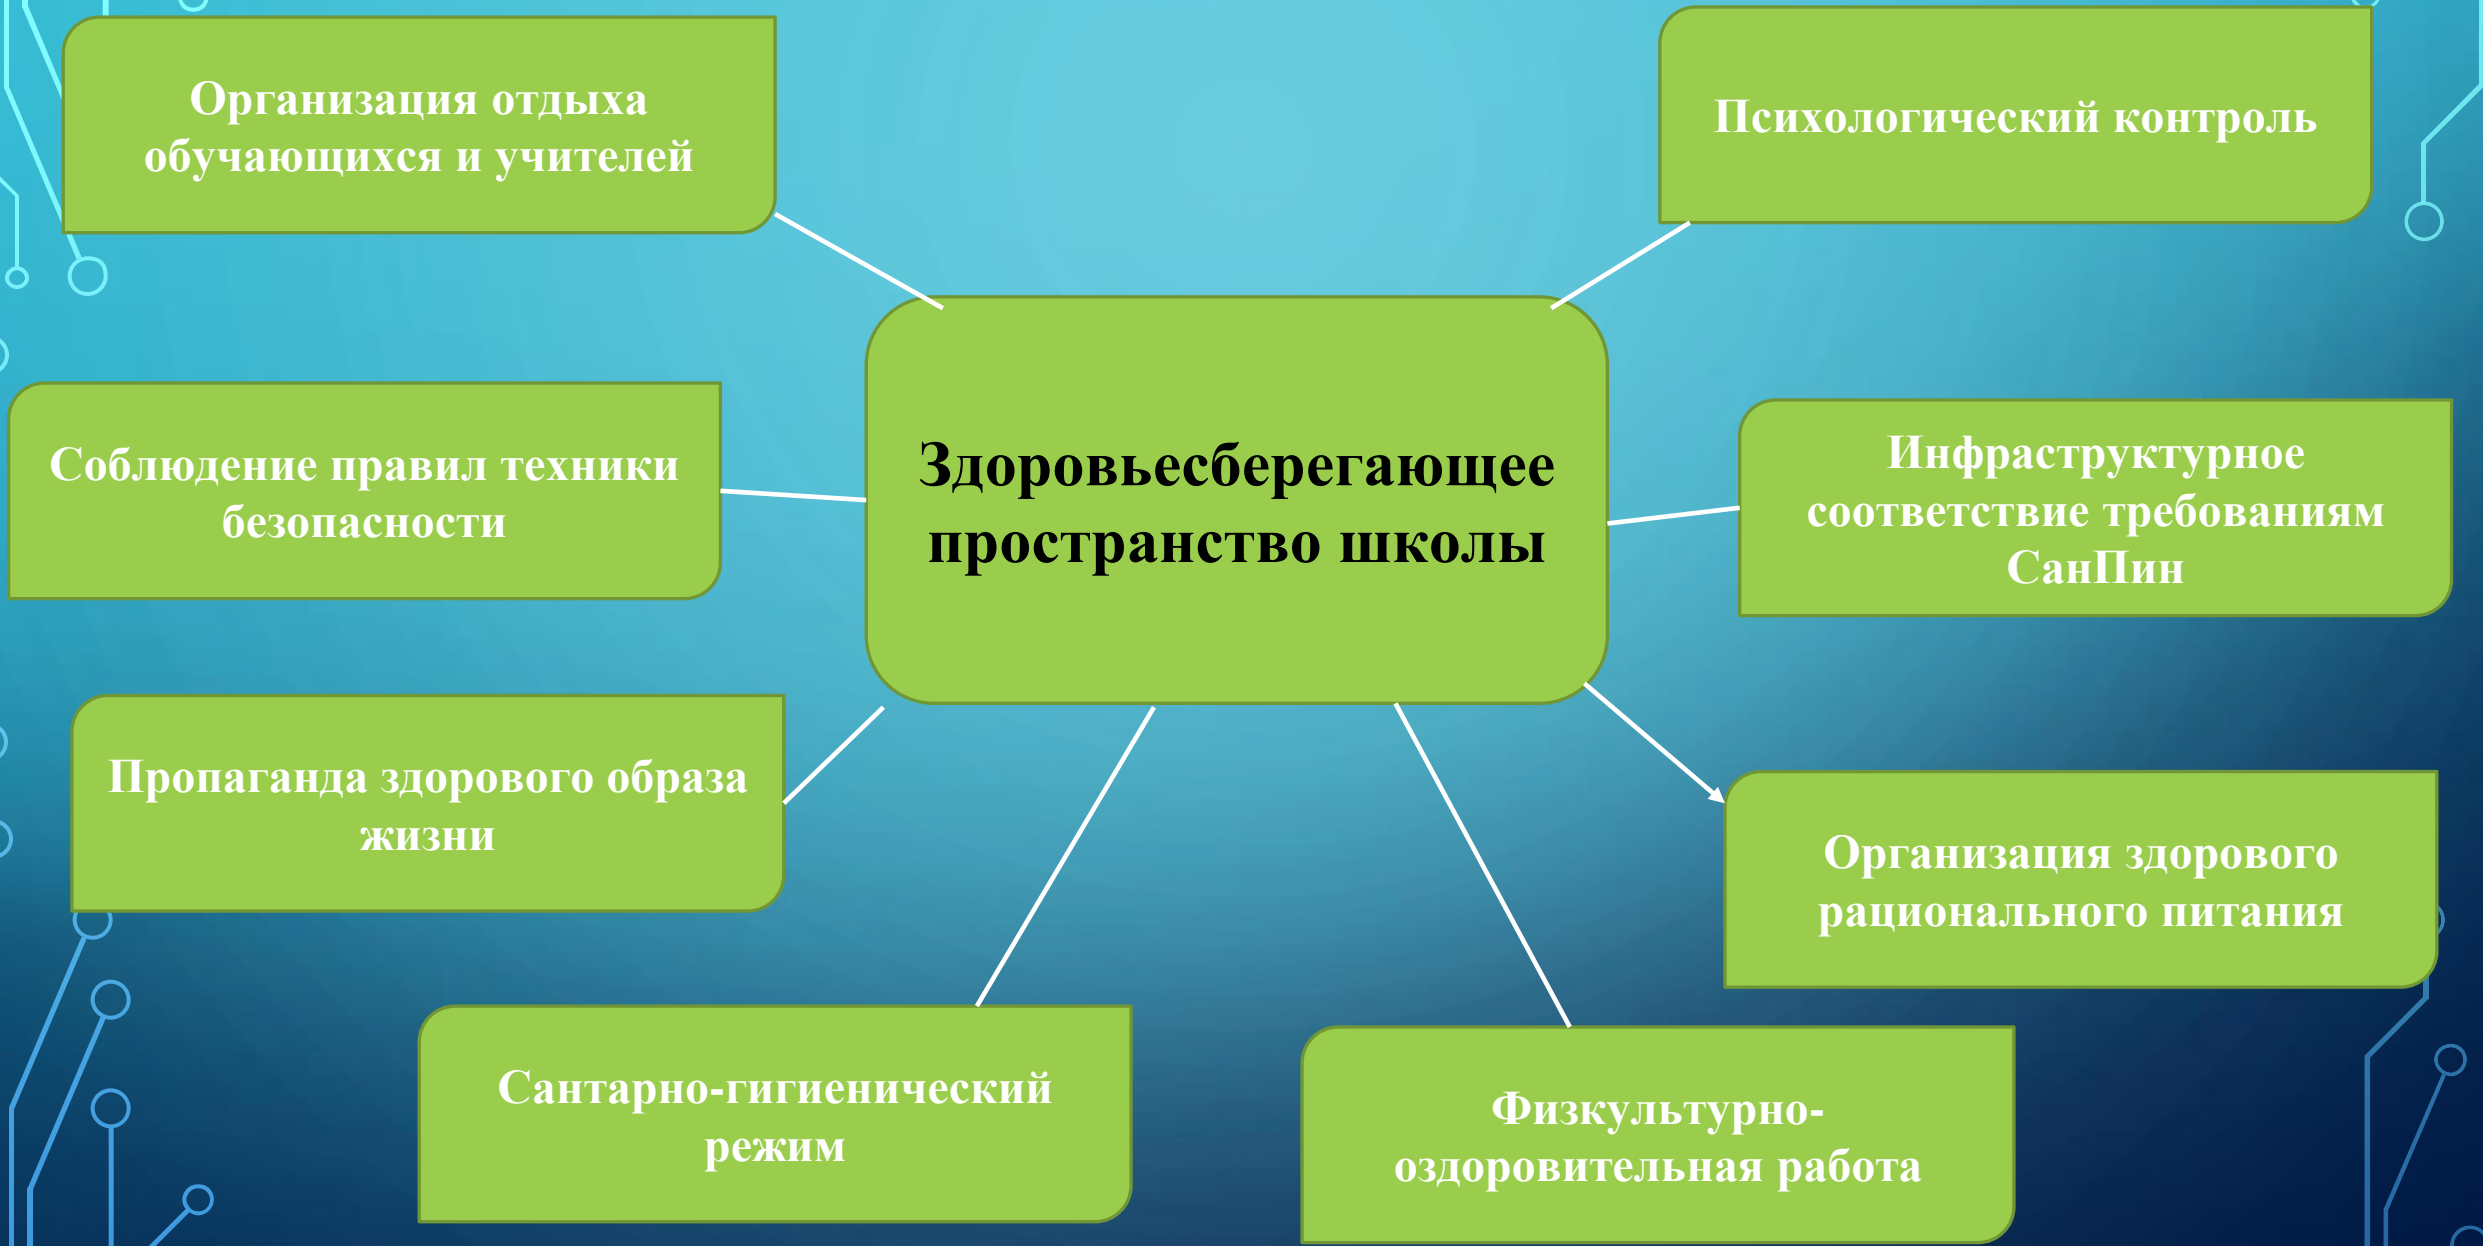 Организация отдыха
обучающихся и учителей
Психологический контроль
Здоровьесберегающее
пространство школы
Соблюдение правил техники
безопасности
Инфраструктурное
соответствие требованиям
СанПин
Пропаганда здорового образа
жизни
Организация здорового
рационального питания
Сантарно-гигиенический
режим
Физкультурно-
оздоровительная работа